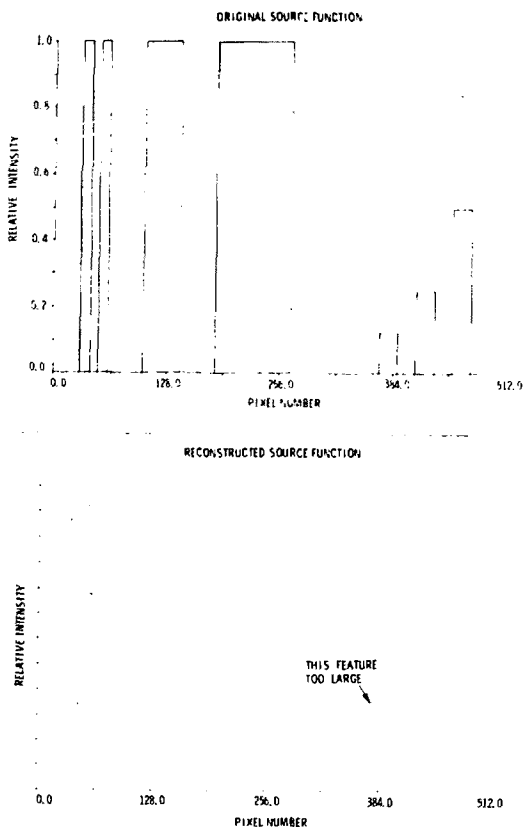 ORIGINAL SOURCE FUNCTION
1.0
0.8
0.6
0.4
0.2
0.0
RELATIVE INTENSITY
0.0 128.0 256.0 384.0 512.0
PIXEL NUMBER
RECONSTRUCTED SOURCE FUNCTION
RELATIVE INTENSITY
THIS FEATURE
TOO LARGE
0.0 128.0 256.0 384.0 512.0
PIXEL NUMBER